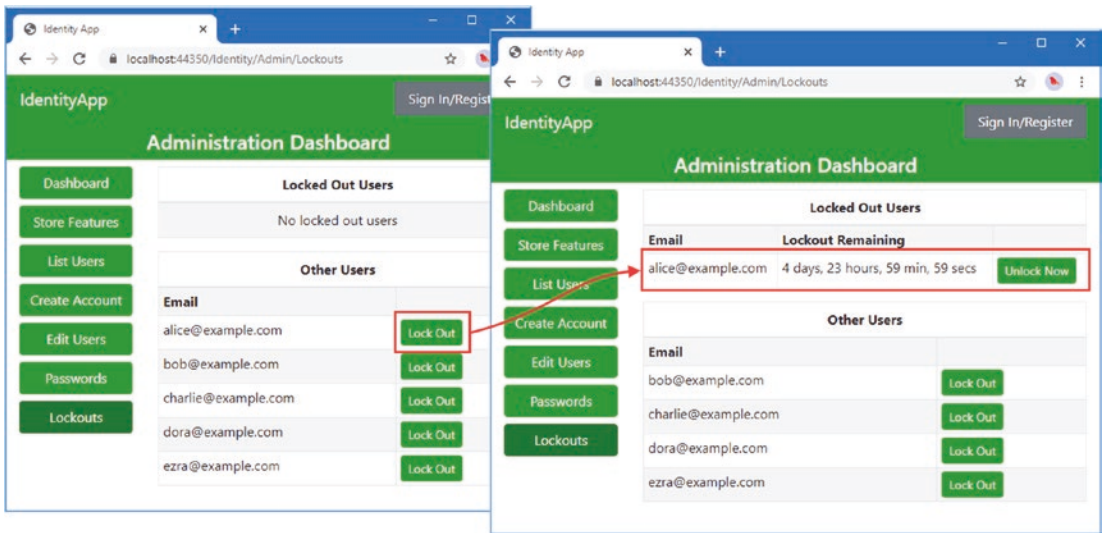 Identity App
localhost:44350/Identity/Admin/Lockouts
IdentityApp
Sign In/Regist
Administration Dashboard
Dashboard
Store Features
List Users
Create Account
Edit Users
Passwords
Lockouts
Locked Out Users
No locked out users
Other Users
Email
alice@example.com Lock Out
bob@example.com Lock Out
charlie@example.com Lock Out
dora@example.com Lock Out
ezra@example.com Lock Out
Identity App
localhost:44350/Identity/Admin/Lockouts
IdentityApp
Sign In/Register
Administration Dashboard
Dashboard
Store Features
List Users
Create Account
Edit Users
Passwords
Lockouts
Locked Out Users
Email Lockout Remaining
alice@example.com 4 days, 23 hours, 59 min, 59 secs Unlock Now
Other Users
Email
bob@example.com Lock Out
charlie@example.com Lock Out
dora@example.com Lock Out
ezra@example.com Lock Out